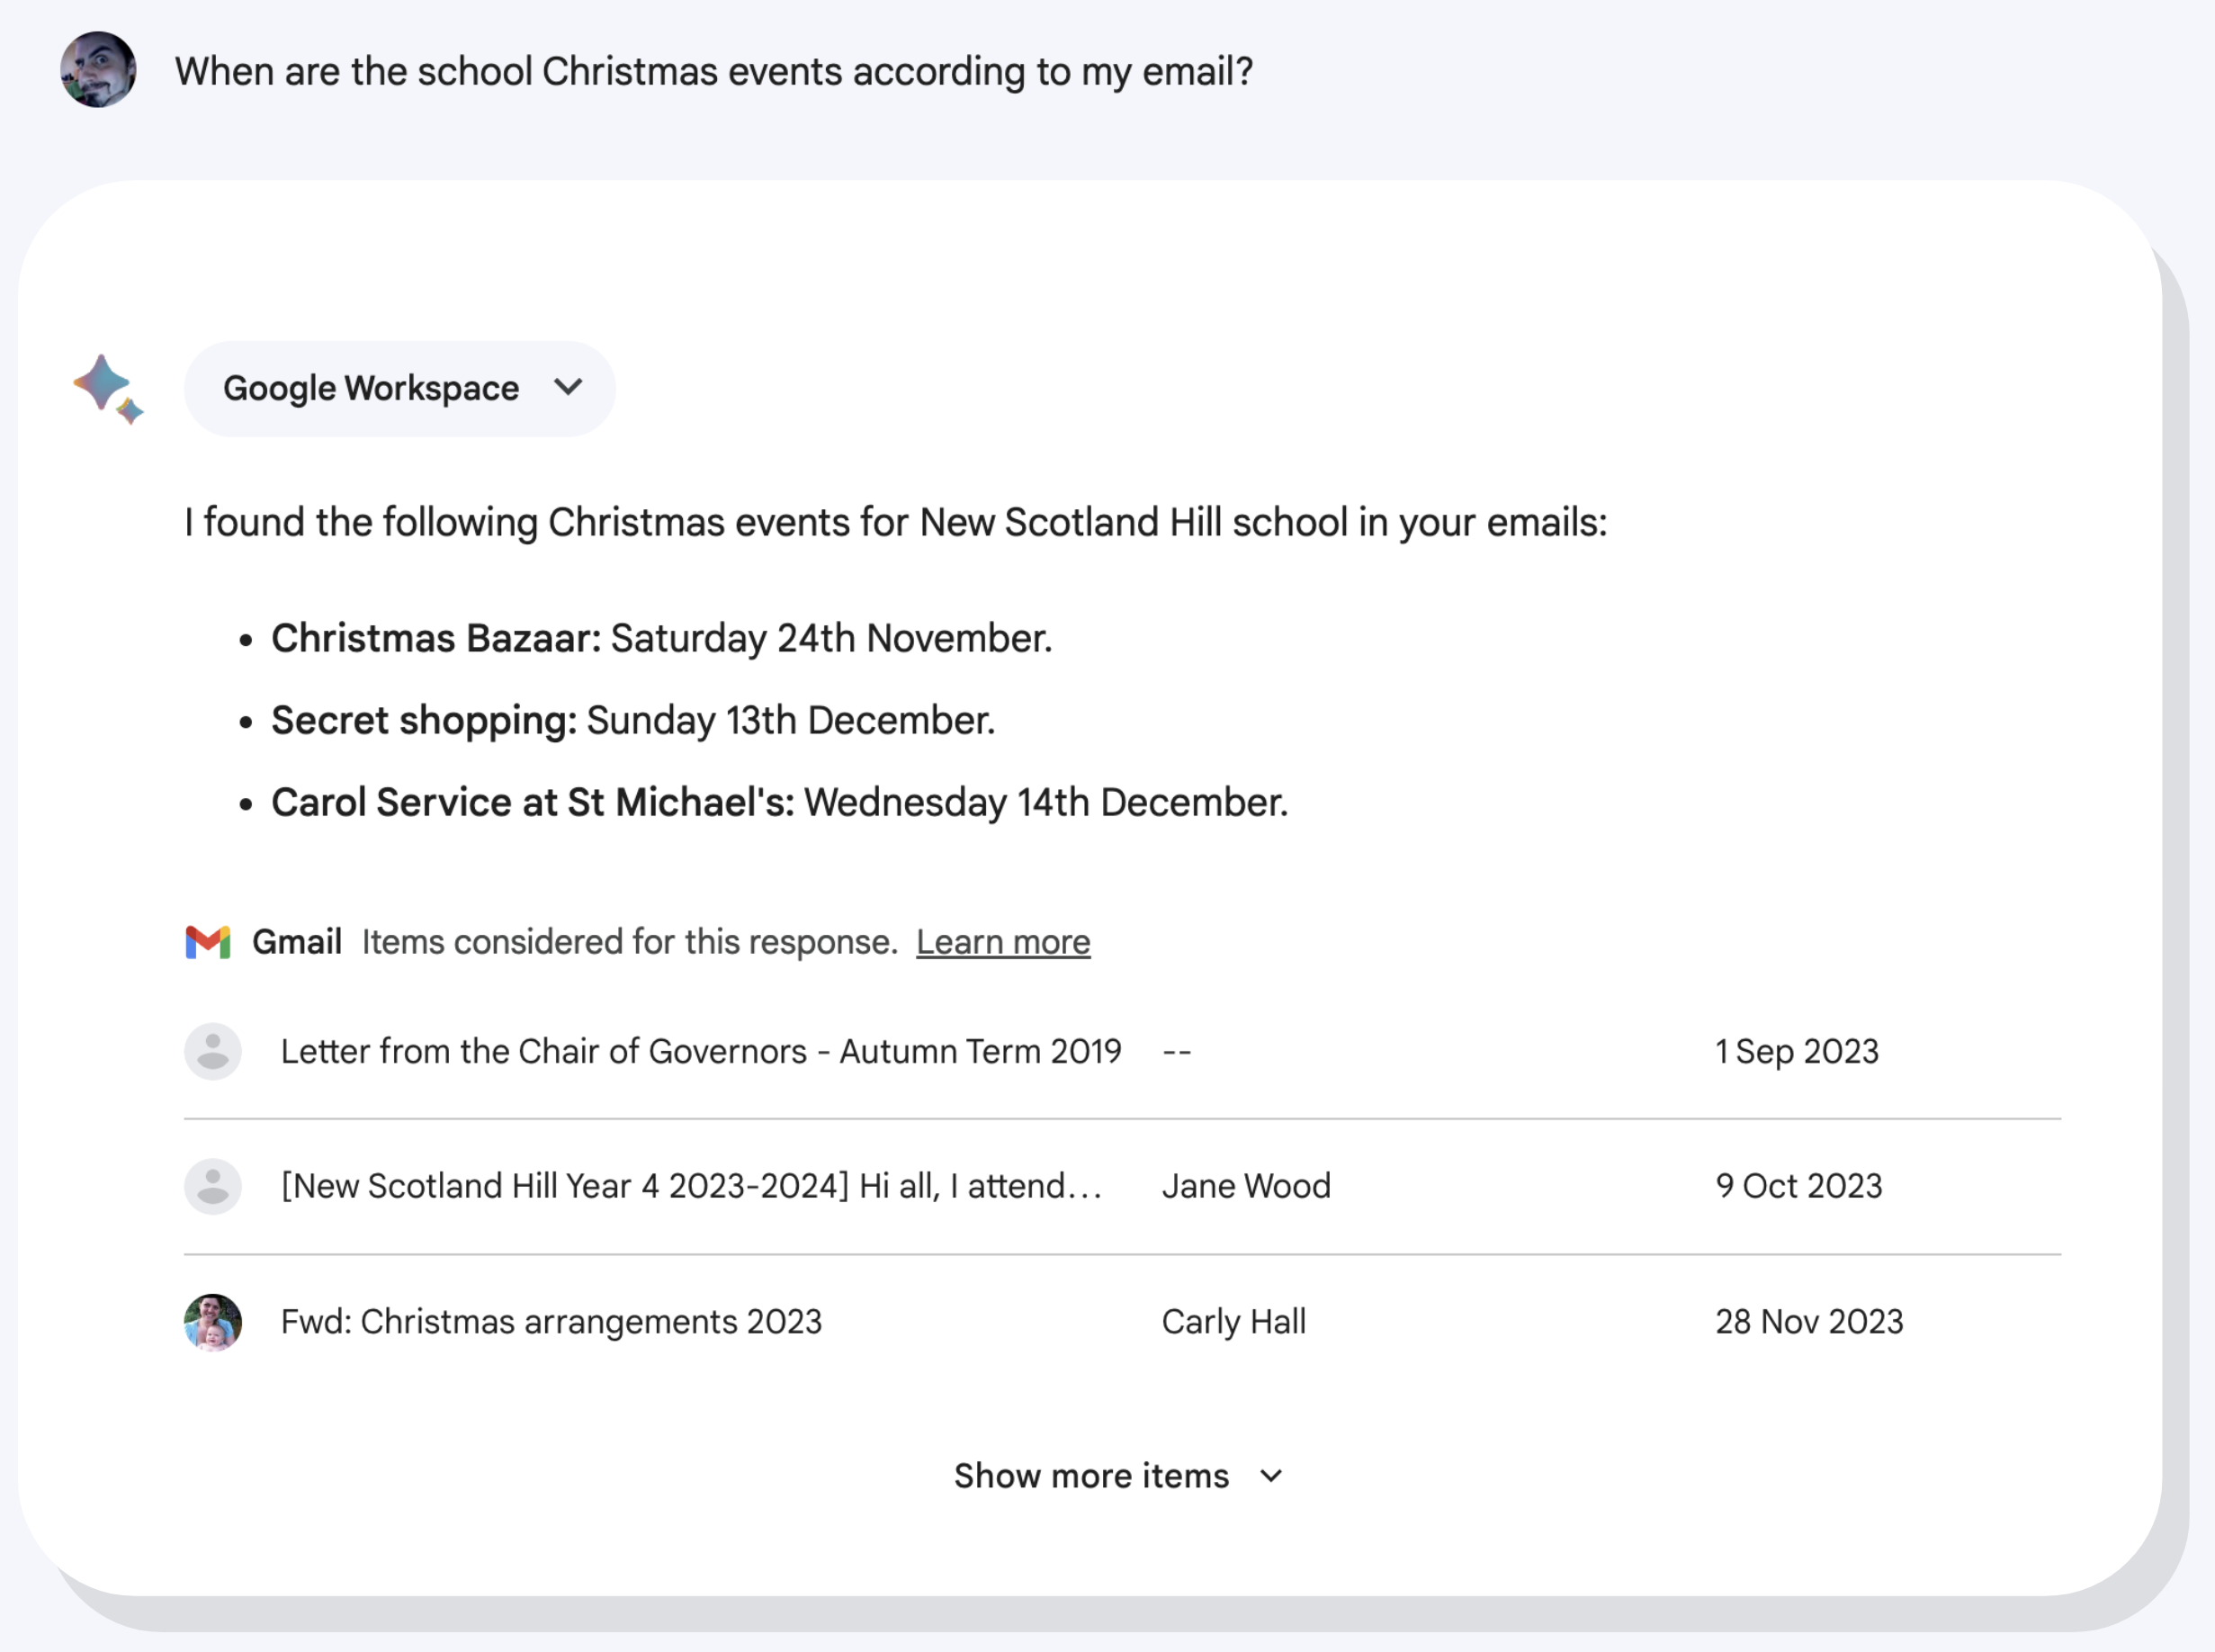 When are the school Christmas events according to my email?
Google Workspace
I found the following Christmas events for New Scotland Hill school in your emails:
• Christmas Bazaar: Saturday 24th November.
• Secret shopping: Sunday 13th December.
• Carol Service at St Michael's: Wednesday 14th December.
Gmail Items considered for this response. Learn more
Letter from the Chair of Governors - Autumn Term 2019 -- 1 Sep 2023
[New Scotland Hill Year 4 2023-2024] Hi all, I attend... Jane Wood 9 Oct 2023
Fwd: Christmas arrangements 2023 Carly Hall 28 Nov 2023
Show more items